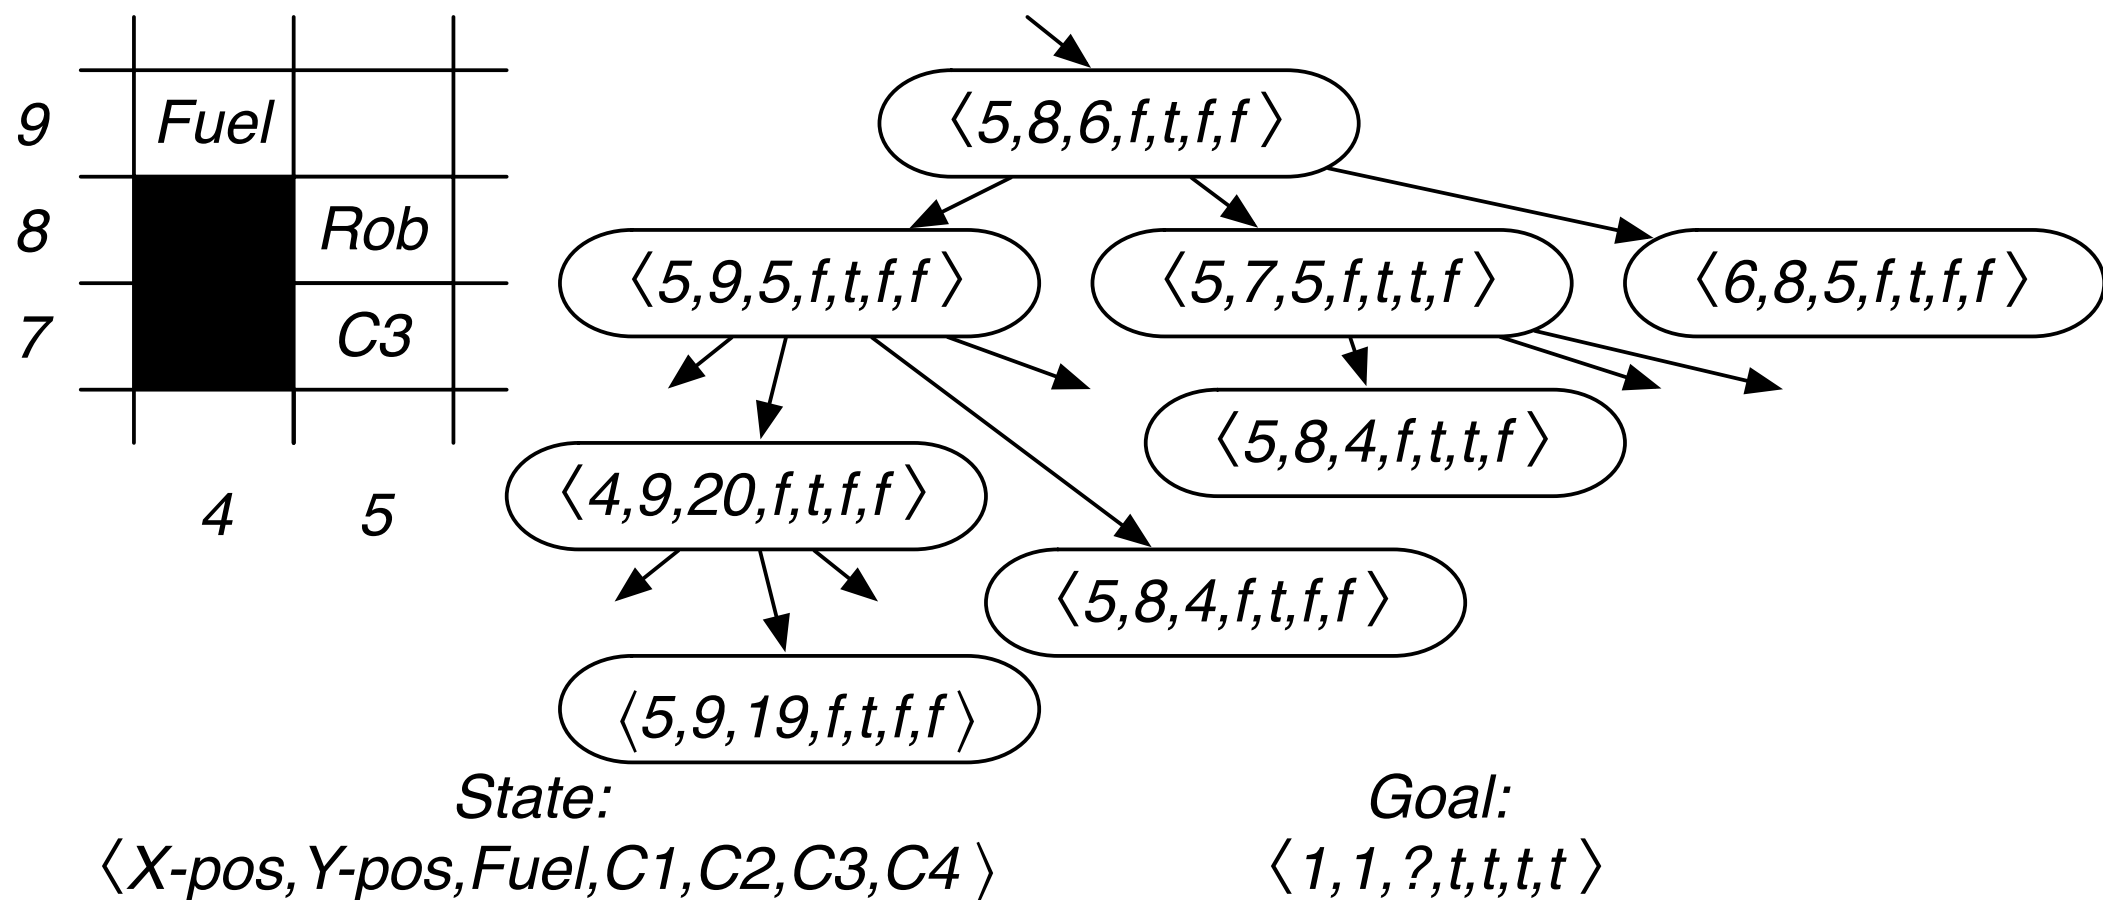 9 Fuel
8 Rob
7 C3
4 5
⟨5,8,6,f,t,f,f⟩
⟨5,9,5,f,t,f,f⟩ ⟨5,7,5,f,t,t,f⟩ ⟨6,8,5,f,t,f,f⟩
⟨5,8,4,f,t,t,f⟩
⟨4,9,20,f,t,f,f⟩
⟨5,8,4,f,t,f,f⟩
⟨5,9,19,f,t,f,f⟩
State:
⟨X-pos,Y-pos,Fuel,C1,C2,C3,C4⟩
Goal:
⟨1,1,?,t,t,t,t⟩